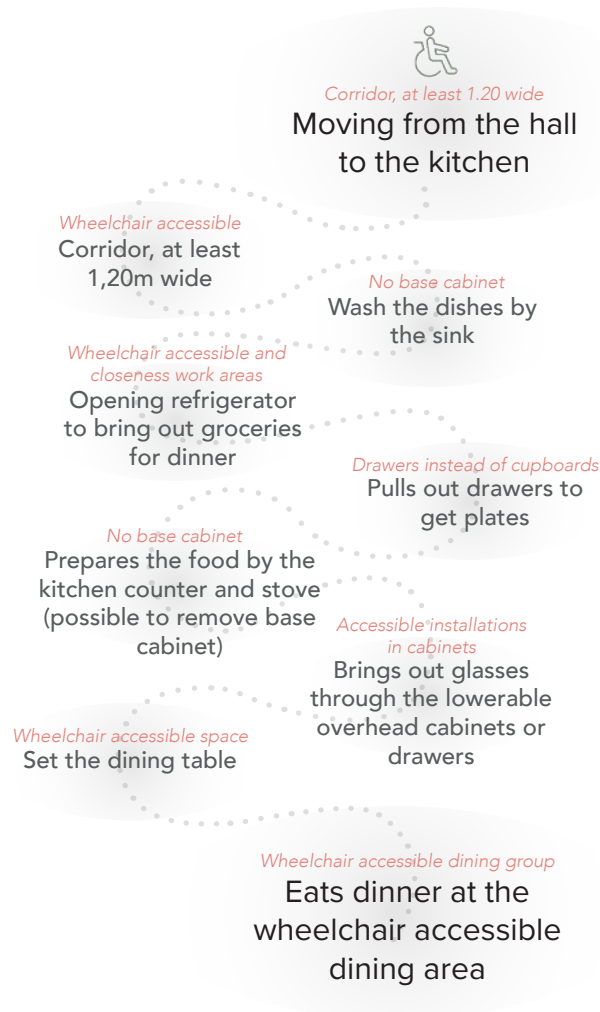 Corridor, at least 1.20 wide
Moving from the hall
to the kitchen
Wheelchair accessible
Corridor, at least
1,20m wide
No base cabinet
Wash the dishes by
the sink
Wheelchair accessible and
closeness work areas
Opening refrigerator
to bring out groceries
for dinner
Drawers instead of cupboards
Pulls out drawers to
get plates
No base cabinet
Prepares the food by the
kitchen counter and stove
(possible to remove base
cabinet)
Accessible installations
in cabinets
Brings out glasses
through the lowerable
overhead cabinets or
drawers
Wheelchair accessible space
Set the dining table
Wheelchair accessible dining group
Eats dinner at the
wheelchair accessible
dining area